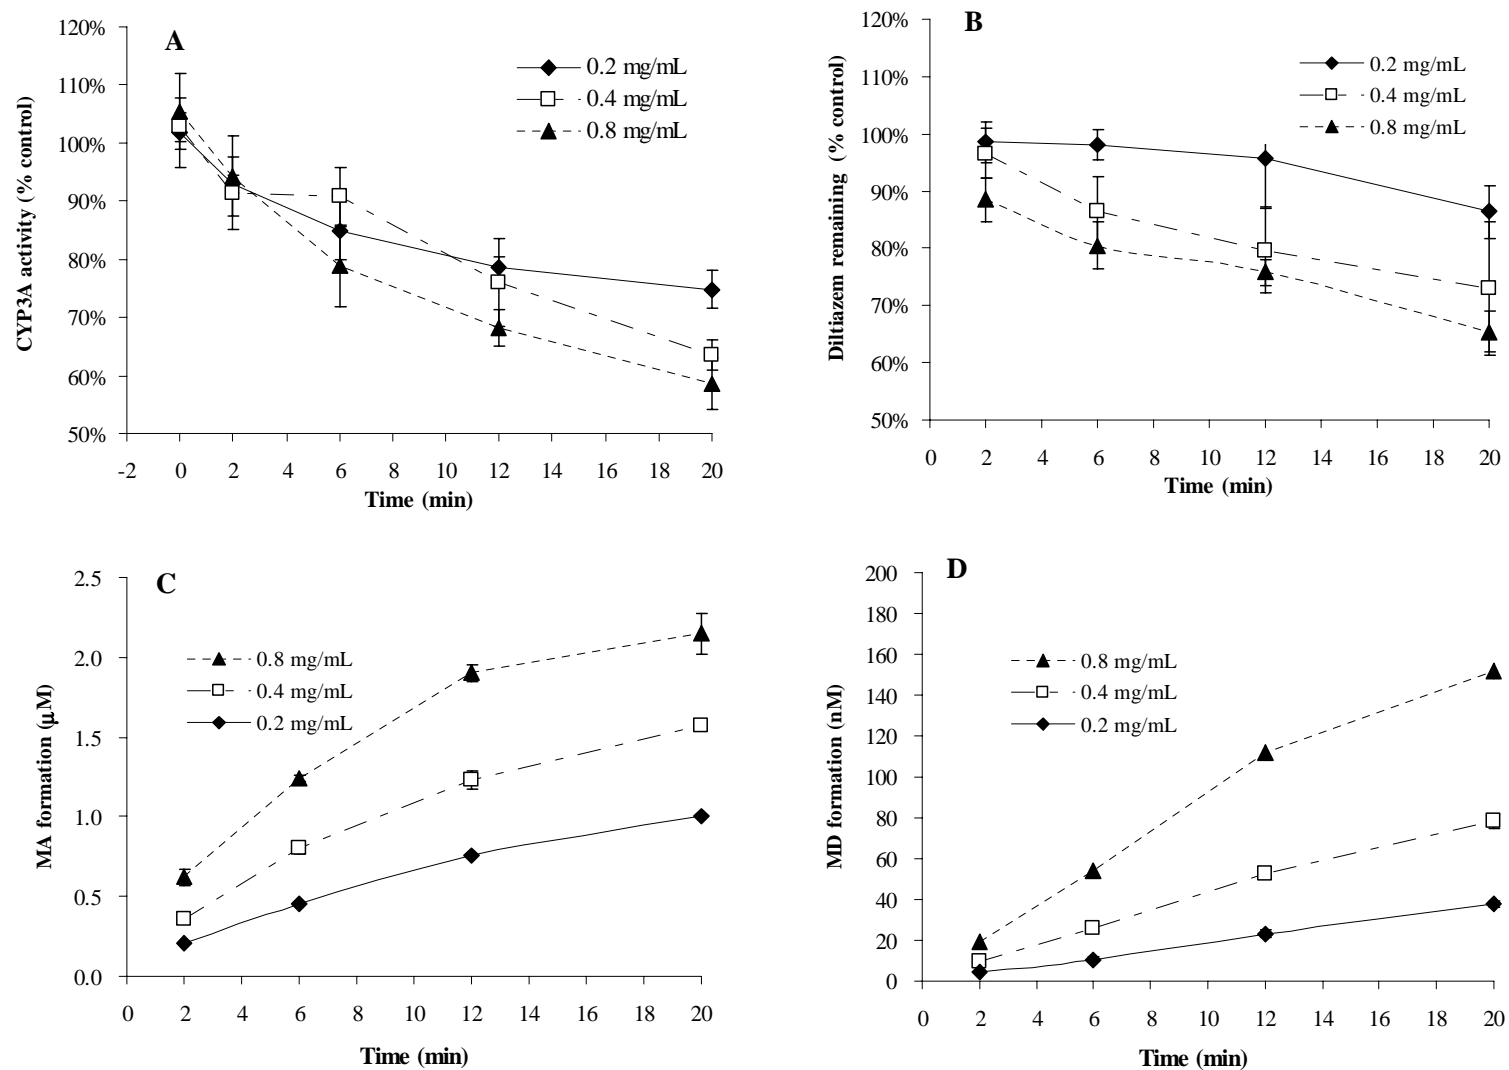 A
120%
110%
100%
90%
80%
70%
60%
50%
CYP3A activity (% control)
0.2 mg/mL
0.4 mg/mL
0.8 mg/mL
-2 0 2 4 6 8 10 12 14 16 18 20
Time (min)
B
120%
110%
100%
90%
80%
70%
60%
50%
Diltiazem remaining (% control)
0.2 mg/mL
0.4 mg/mL
0.8 mg/mL
0 2 4 6 8 10 12 14 16 18 20
Time (min)
C
2.5
2.0
1.5
1.0
0.5
0.0
MA formation (μM)
0.8 mg/mL
0.4 mg/mL
0.2 mg/mL
0 2 4 6 8 10 12 14 16 18 20
Time (min)
D
200
180
160
140
120
100
80
60
40
20
0
MD formation (nM)
0.8 mg/mL
0.4 mg/mL
0.2 mg/mL
0 2 4 6 8 10 12 14 16 18 20
Time (min)